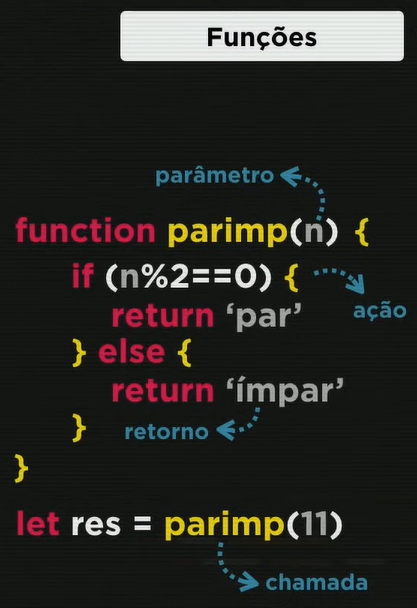 Funções
parâmetro
function parimp(n) {
if (n%2==0) {
ação
return ‘par’
} else {
return ‘ímpar’
} retorno
}
let res = parimp(11)
chamada